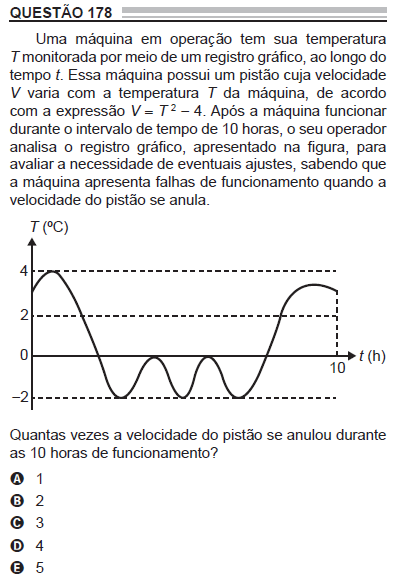 QUESTÃO 178
Uma máquina em operação tem sua temperatura
T monitorada por meio de um registro gráfico, ao longo do
tempo t. Essa máquina possui um pistão cuja velocidade
V varia com a temperatura T da máquina, de acordo
com a expressão V = T² − 4. Após a máquina funcionar
durante o intervalo de tempo de 10 horas, o seu operador
analisa o registro gráfico, apresentado na figura, para
avaliar a necessidade de eventuais ajustes, sabendo que
a máquina apresenta falhas de funcionamento quando a
velocidade do pistão se anula.
T (ºC)
4
2
0
t (h)
10
−2
Quantas vezes a velocidade do pistão se anulou durante
as 10 horas de funcionamento?
A 1
B 2
C 3
D 4
E 5